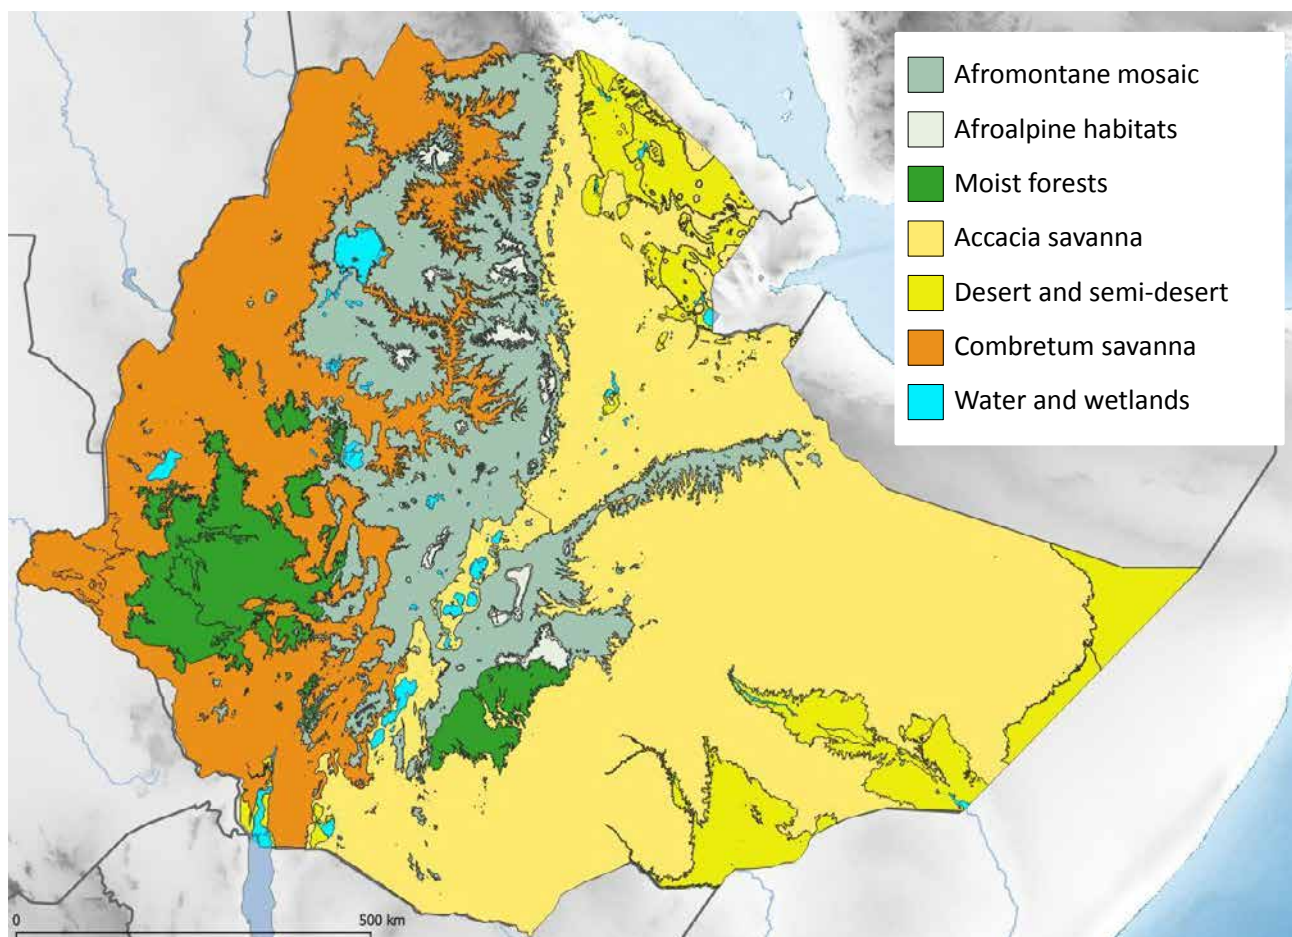 Afromontane mosaic
Afroalpine habitats
Moist forests
Accacia savanna
Desert and semi-desert
Combretum savanna
Water and wetlands
0
500 km